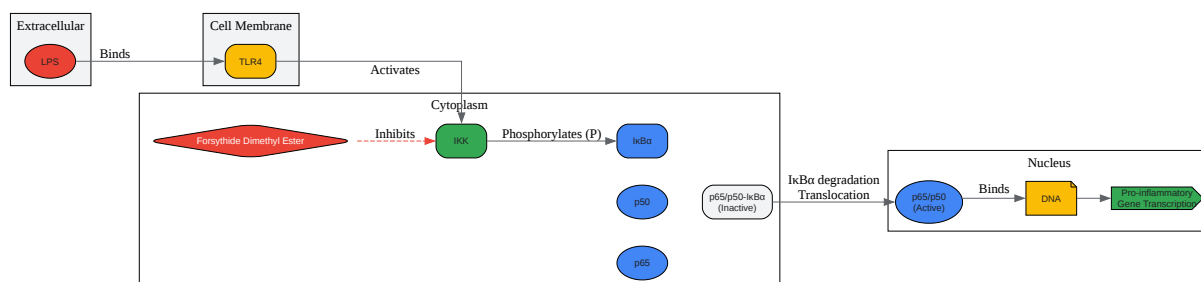 Extracellular
LPS
Binds
Cell Membrane
TLR4
Activates
Cytoplasm
Forsythide Dimethyl Ester
Inhibits
IKK
Phosphorylates (P)
IκBα
p50
p65
p65/p50-IκBα
(Inactive)
IκBα degradation
Translocation
Nucleus
p65/p50
(Active)
Binds
DNA
Pro-inflammatory
Gene Transcription